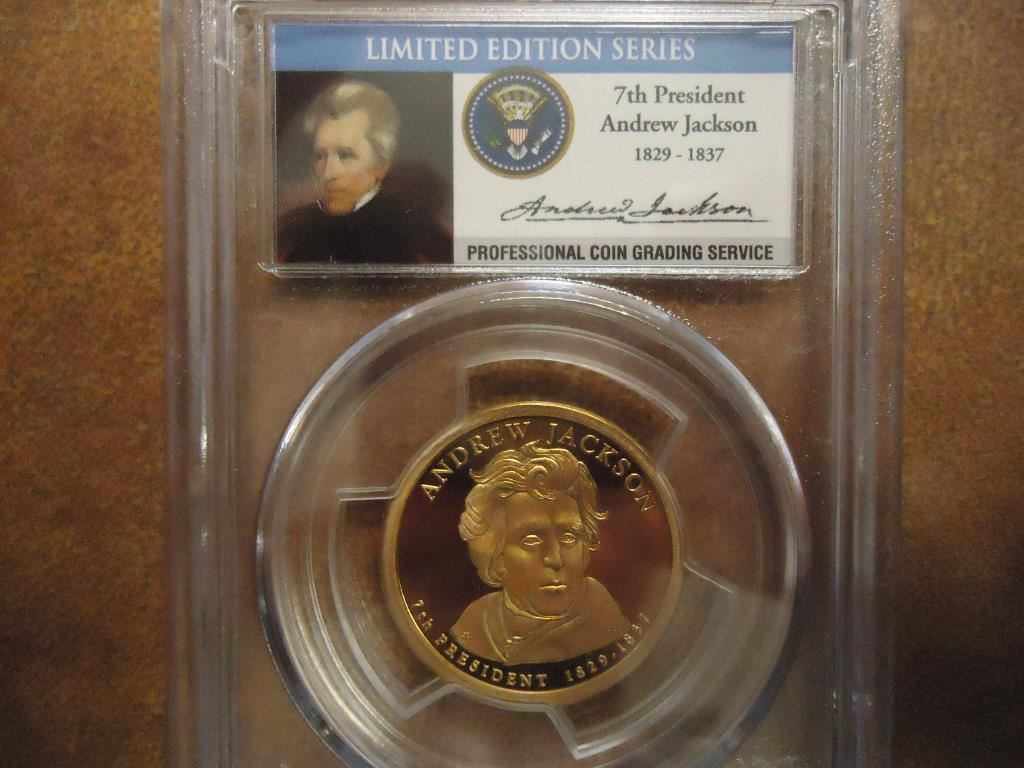 LIMITED EDITION SERIES
7th President
Andrew Jackson
1829 - 1837
Andrew Jackson
PROFESSIONAL COIN GRADING SERVICE
ANDREW JACKSON
7th PRESIDENT 1829-1837